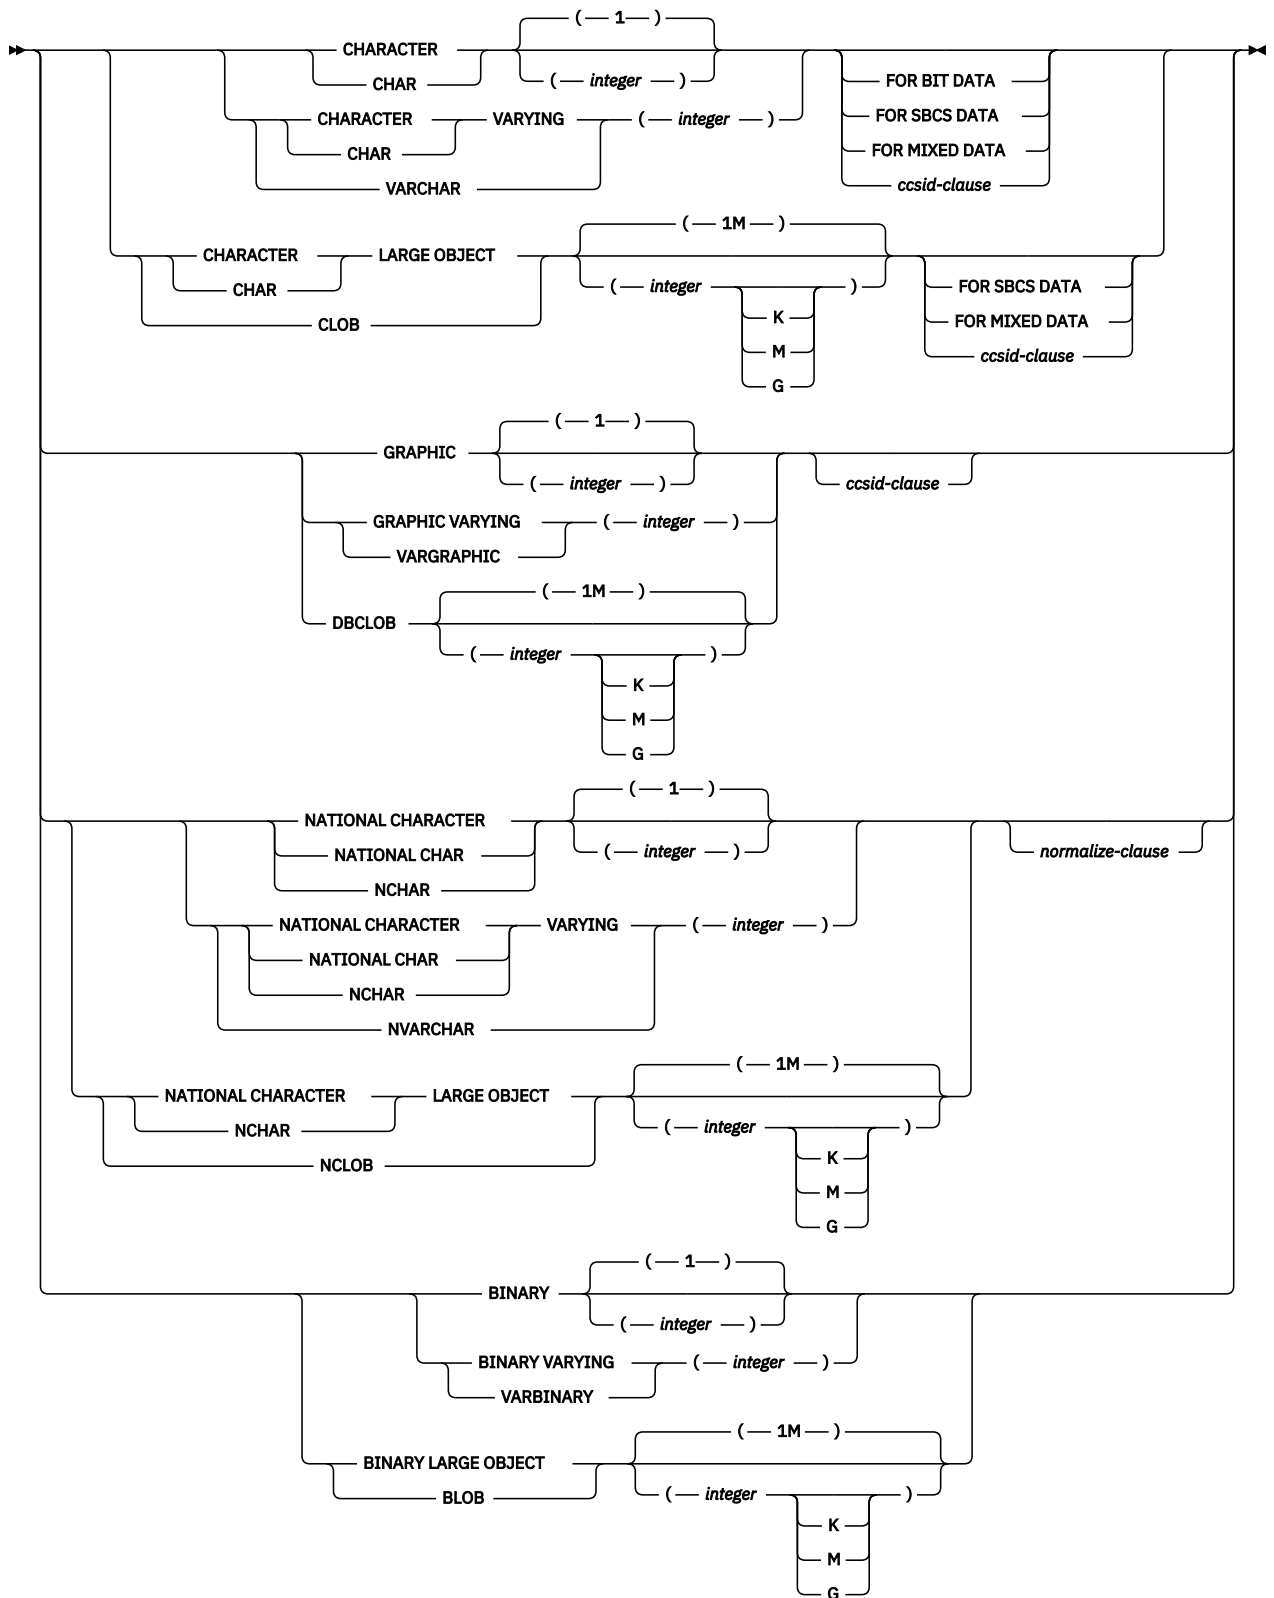 ( 1 )
CHARACTER
CHAR
( integer )
FOR BIT DATA
CHARACTER VARYING ( integer )
FOR SBCS DATA
CHAR
FOR MIXED DATA
VARCHAR
ccsid-clause
( 1M )
CHARACTER LARGE OBJECT
CHAR
( integer )
FOR SBCS DATA
CLOB
K
FOR MIXED DATA
M
ccsid-clause
G
( 1 )
GRAPHIC
( integer )
ccsid-clause
GRAPHIC VARYING ( integer )
VARGRAPHIC
( 1M )
DBCLOB
( integer )
K
M
G
( 1 )
NATIONAL CHARACTER
NATIONAL CHAR
( integer )
normalize-clause
NCHAR
NATIONAL CHARACTER VARYING ( integer )
NATIONAL CHAR
NCHAR
NVARCHAR
( 1M )
NATIONAL CHARACTER LARGE OBJECT
NCHAR
( integer )
NCLOB
K
M
G
( 1 )
BINARY
( integer )
BINARY VARYING ( integer )
VARBINARY
( 1M )
BINARY LARGE OBJECT
BLOB
( integer )
K
M
G